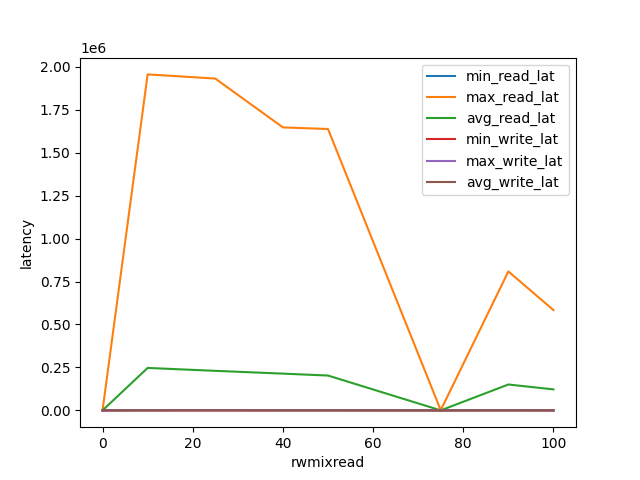 1e6
2.00
1.75
1.50
1.25
1.00
0.75
0.50
0.25
0.00
latency
min_read_lat
max_read_lat
avg_read_lat
min_write_lat
max_write_lat
avg_write_lat
0 20 40 60 80 100
rwmixread